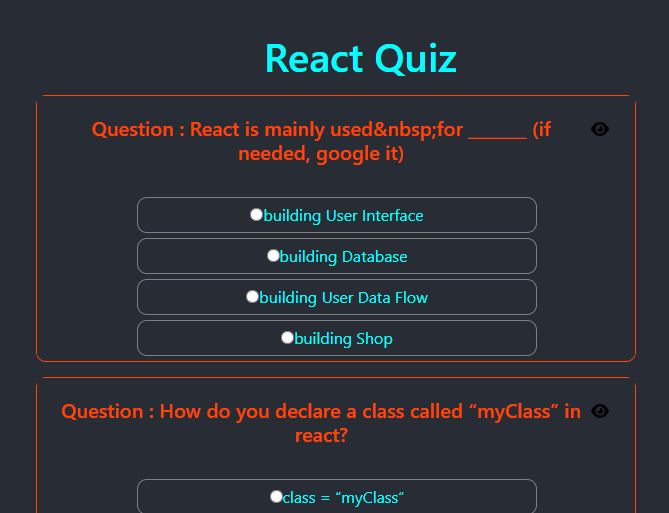 React Quiz
Question : React is mainly used&nbsp;for _______ (if
needed, google it)
building User Interface
building Database
building User Data Flow
building Shop
Question : How do you declare a class called “myClass” in
react?
class = “myClass”